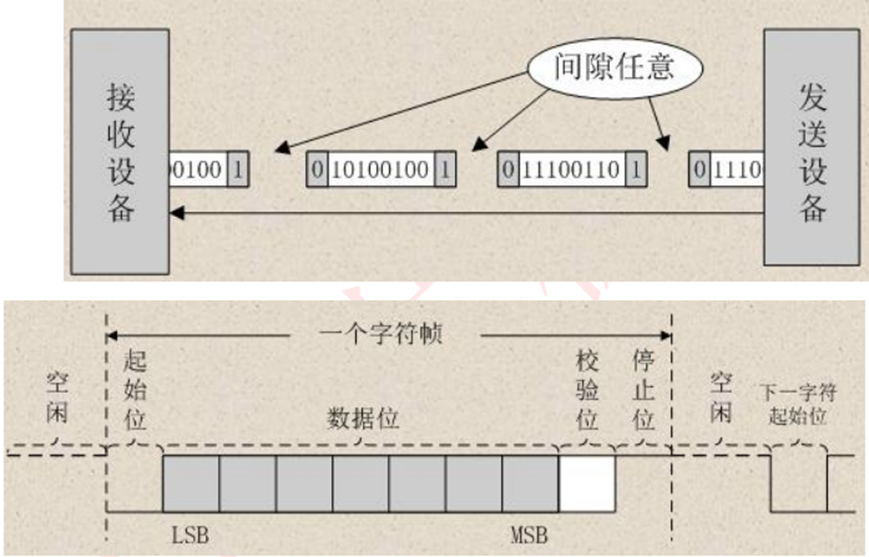 接收设备
间隙任意
发送设备
00100 1
0 10100100 1
0 11100110 1
0 1110
一个字符帧
空闲
起始位
数据位
校验位
停止位
空闲
下一字符
起始位
LSB
MSB